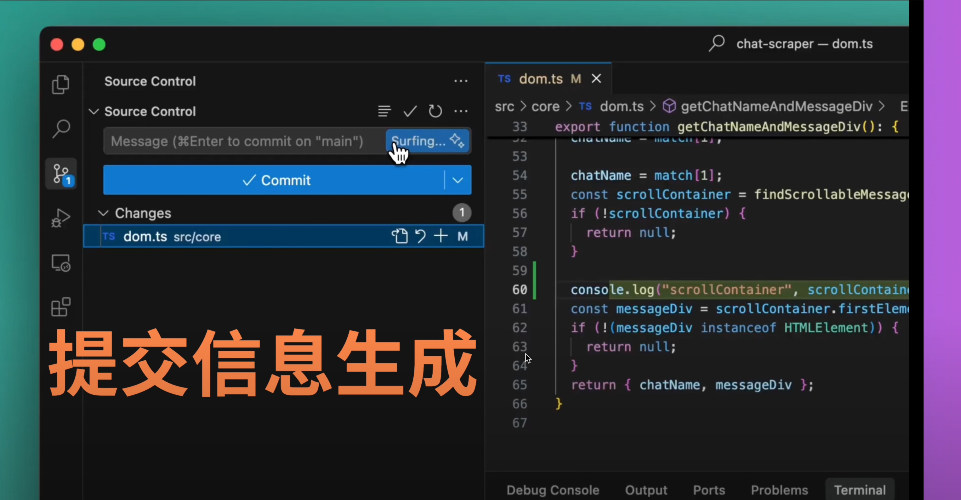 chat-scraper — dom.ts
Source Control
Source Control
Message (⌘Enter to commit on "main")
Surfing...
Commit
Changes
1
TS dom.ts src/core
M
1
提交信息生成
TS dom.ts M
src > core > TS dom.ts > getChatNameAndMessageDiv > E
33 export function getChatNameAndMessageDiv(): {
53 chatName = match[1];
54 chatName = match[1];
55 const scrollContainer = findScrollableMessage
56 if (!scrollContainer) {
57 return null;
58 }
59
60 console.log("scrollContainer", scrollContaine
61 const messageDiv = scrollContainer.firstEleme
62 if (!(messageDiv instanceof HTMLElement)) {
63 return null;
64 }
65 return { chatName, messageDiv };
66 }
67
Debug Console Output Ports Problems Terminal